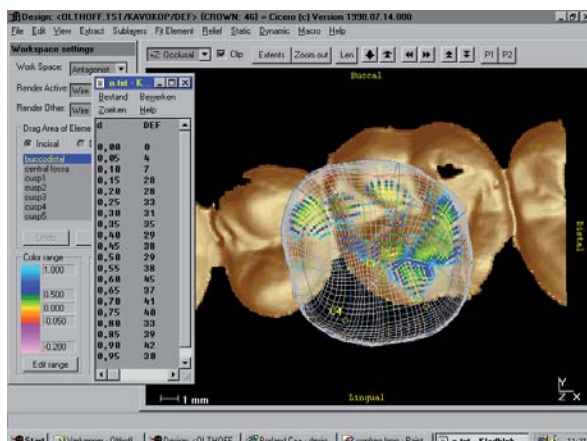 Design: <OLTHOFF.TST/KAVOKOP/DEF> (CROWN: 46) = Cicero (c) Version 1998.07.14.000
File Edit View Extract Sublayers Fit Element Relief Static Dynamic Macro Help
Workspace settings
+Z: Occlusal Clip Extents Zoom out Len P1 P2
Work Space: Antagonist
Render Active: Wire
Render Other: Wire
Drag Area of Eleme
Incisal
buccodistal
central fossa
cusp1
cusp2
cusp3
cusp4
cusp5
Undo
Color range
1.000
0.500
0.000
-0.050
-0.200
Edit range
Bestand Bewerken
Zoeken Help
d DEF
0,00 0
0,05 4
0,10 7
0,15 28
0,20 28
0,25 33
0,30 31
0,35 35
0,40 29
0,45 30
0,50 29
0,55 38
0,60 45
0,65 37
0,70 41
0,75 40
0,80 33
0,85 39
0,90 42
0,95 30
Buccal
Distal
Lingual
C4
1 mm
Y
Z X
Start
Design: <OLTHOFF